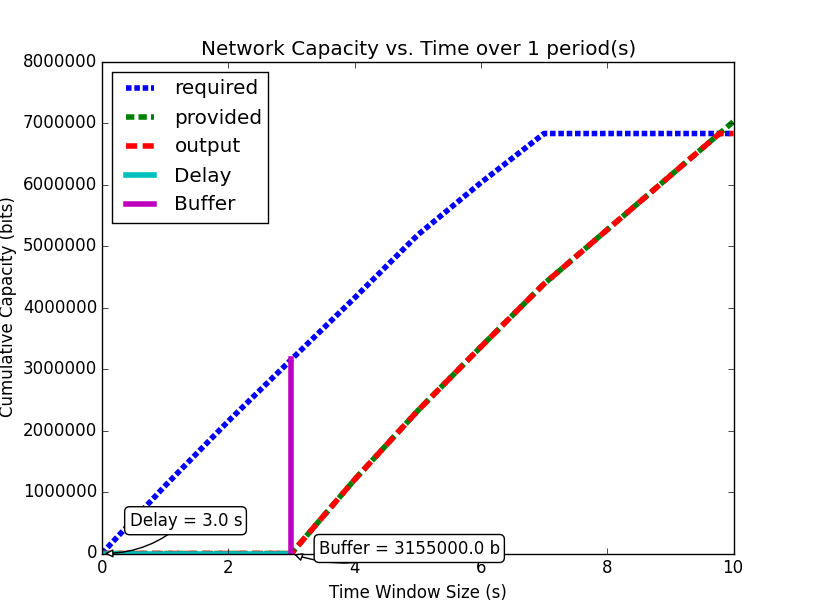 Network Capacity vs. Time over 1 period(s)
8000000
7000000
6000000
5000000
4000000
3000000
2000000
1000000
0
Cumulative Capacity (bits)
required
provided
output
Delay
Buffer
Delay = 3.0 s
Buffer = 3155000.0 b
0
2
4
6
8
10
Time Window Size (s)